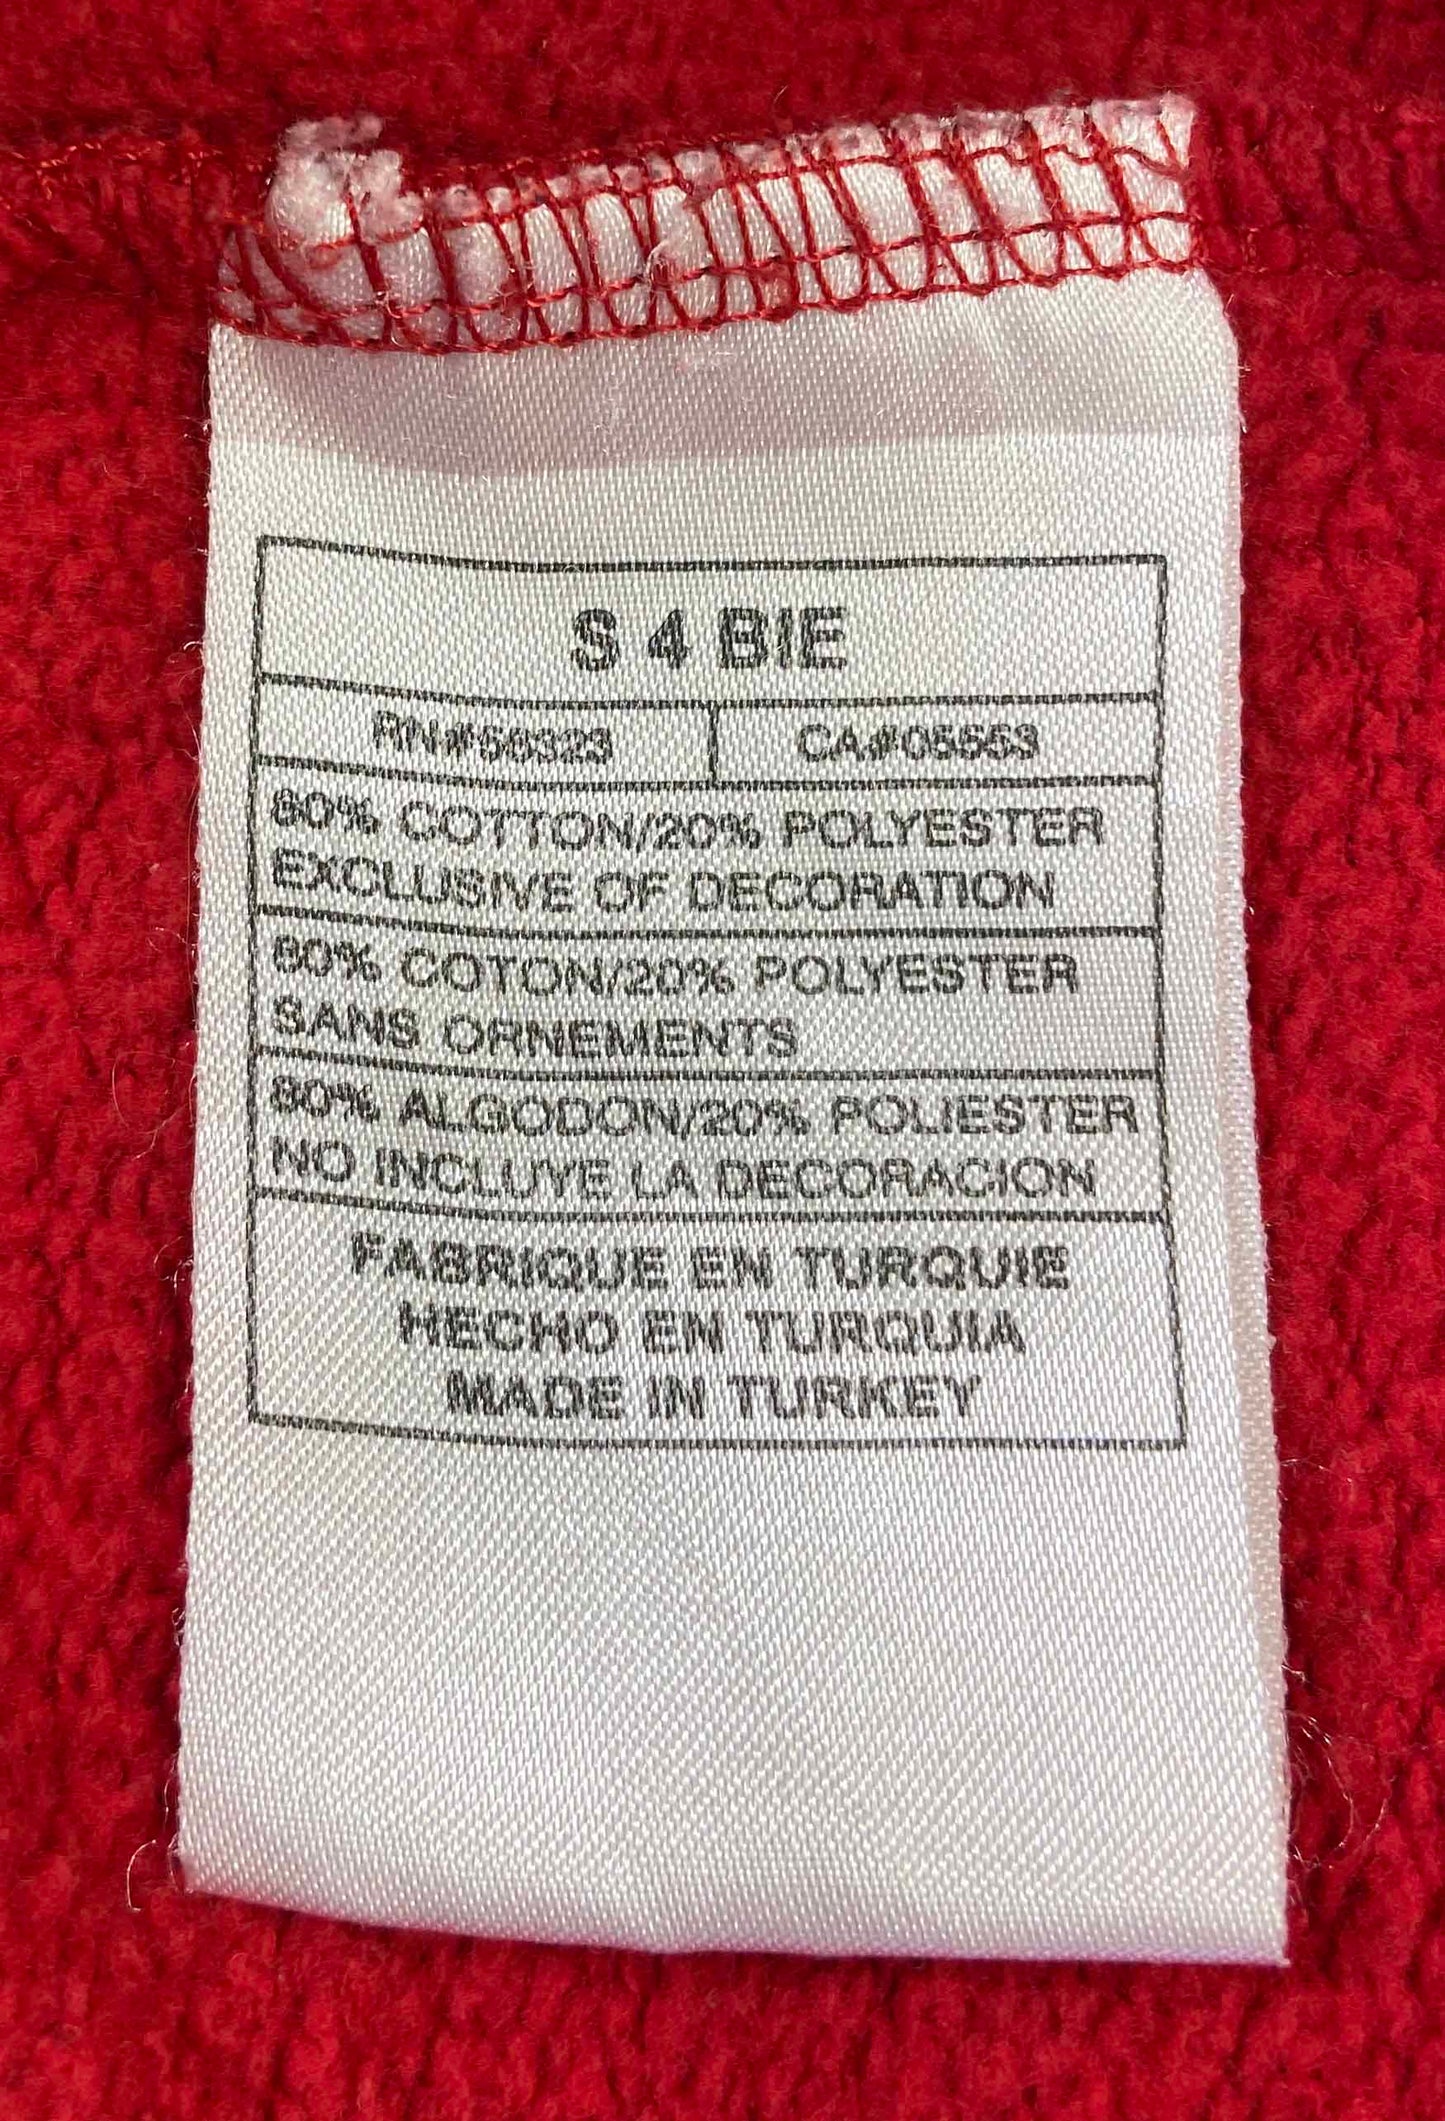 S 4 BIE
RN#56323 CA#05553
80% COTTON/20% POLYESTER
EXCLUSIVE OF DECORATION
80% COTON/20% POLYESTER
SANS ORNEMENTS
80% ALGODON/20% POLIESTER
NO INCLUYE LA DECORACION
FABRIQUE EN TURQUIE
HECHO EN TURQUIA
MADE IN TURKEY